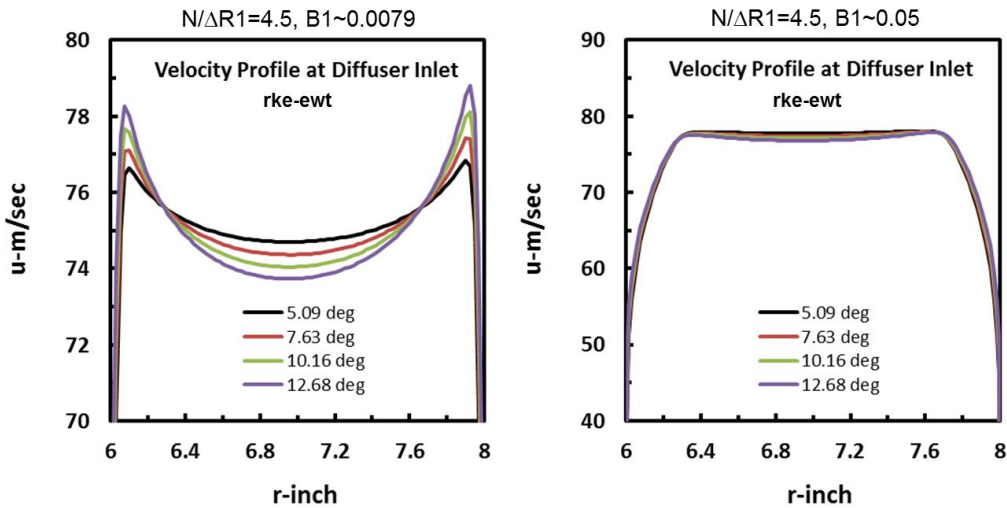 N/ΔR1=4.5, B1~0.0079
80
78
76
74
72
70
u-m/sec
Velocity Profile at Diffuser Inlet
rke-ewt
5.09 deg
7.63 deg
10.16 deg
12.68 deg
6 6.4 6.8 7.2 7.6 8
r-inch
N/ΔR1=4.5, B1~0.05
90
80
70
60
50
40
u-m/sec
Velocity Profile at Diffuser Inlet
rke-ewt
5.09 deg
7.63 deg
10.16 deg
12.68 deg
6 6.4 6.8 7.2 7.6 8
r-inch